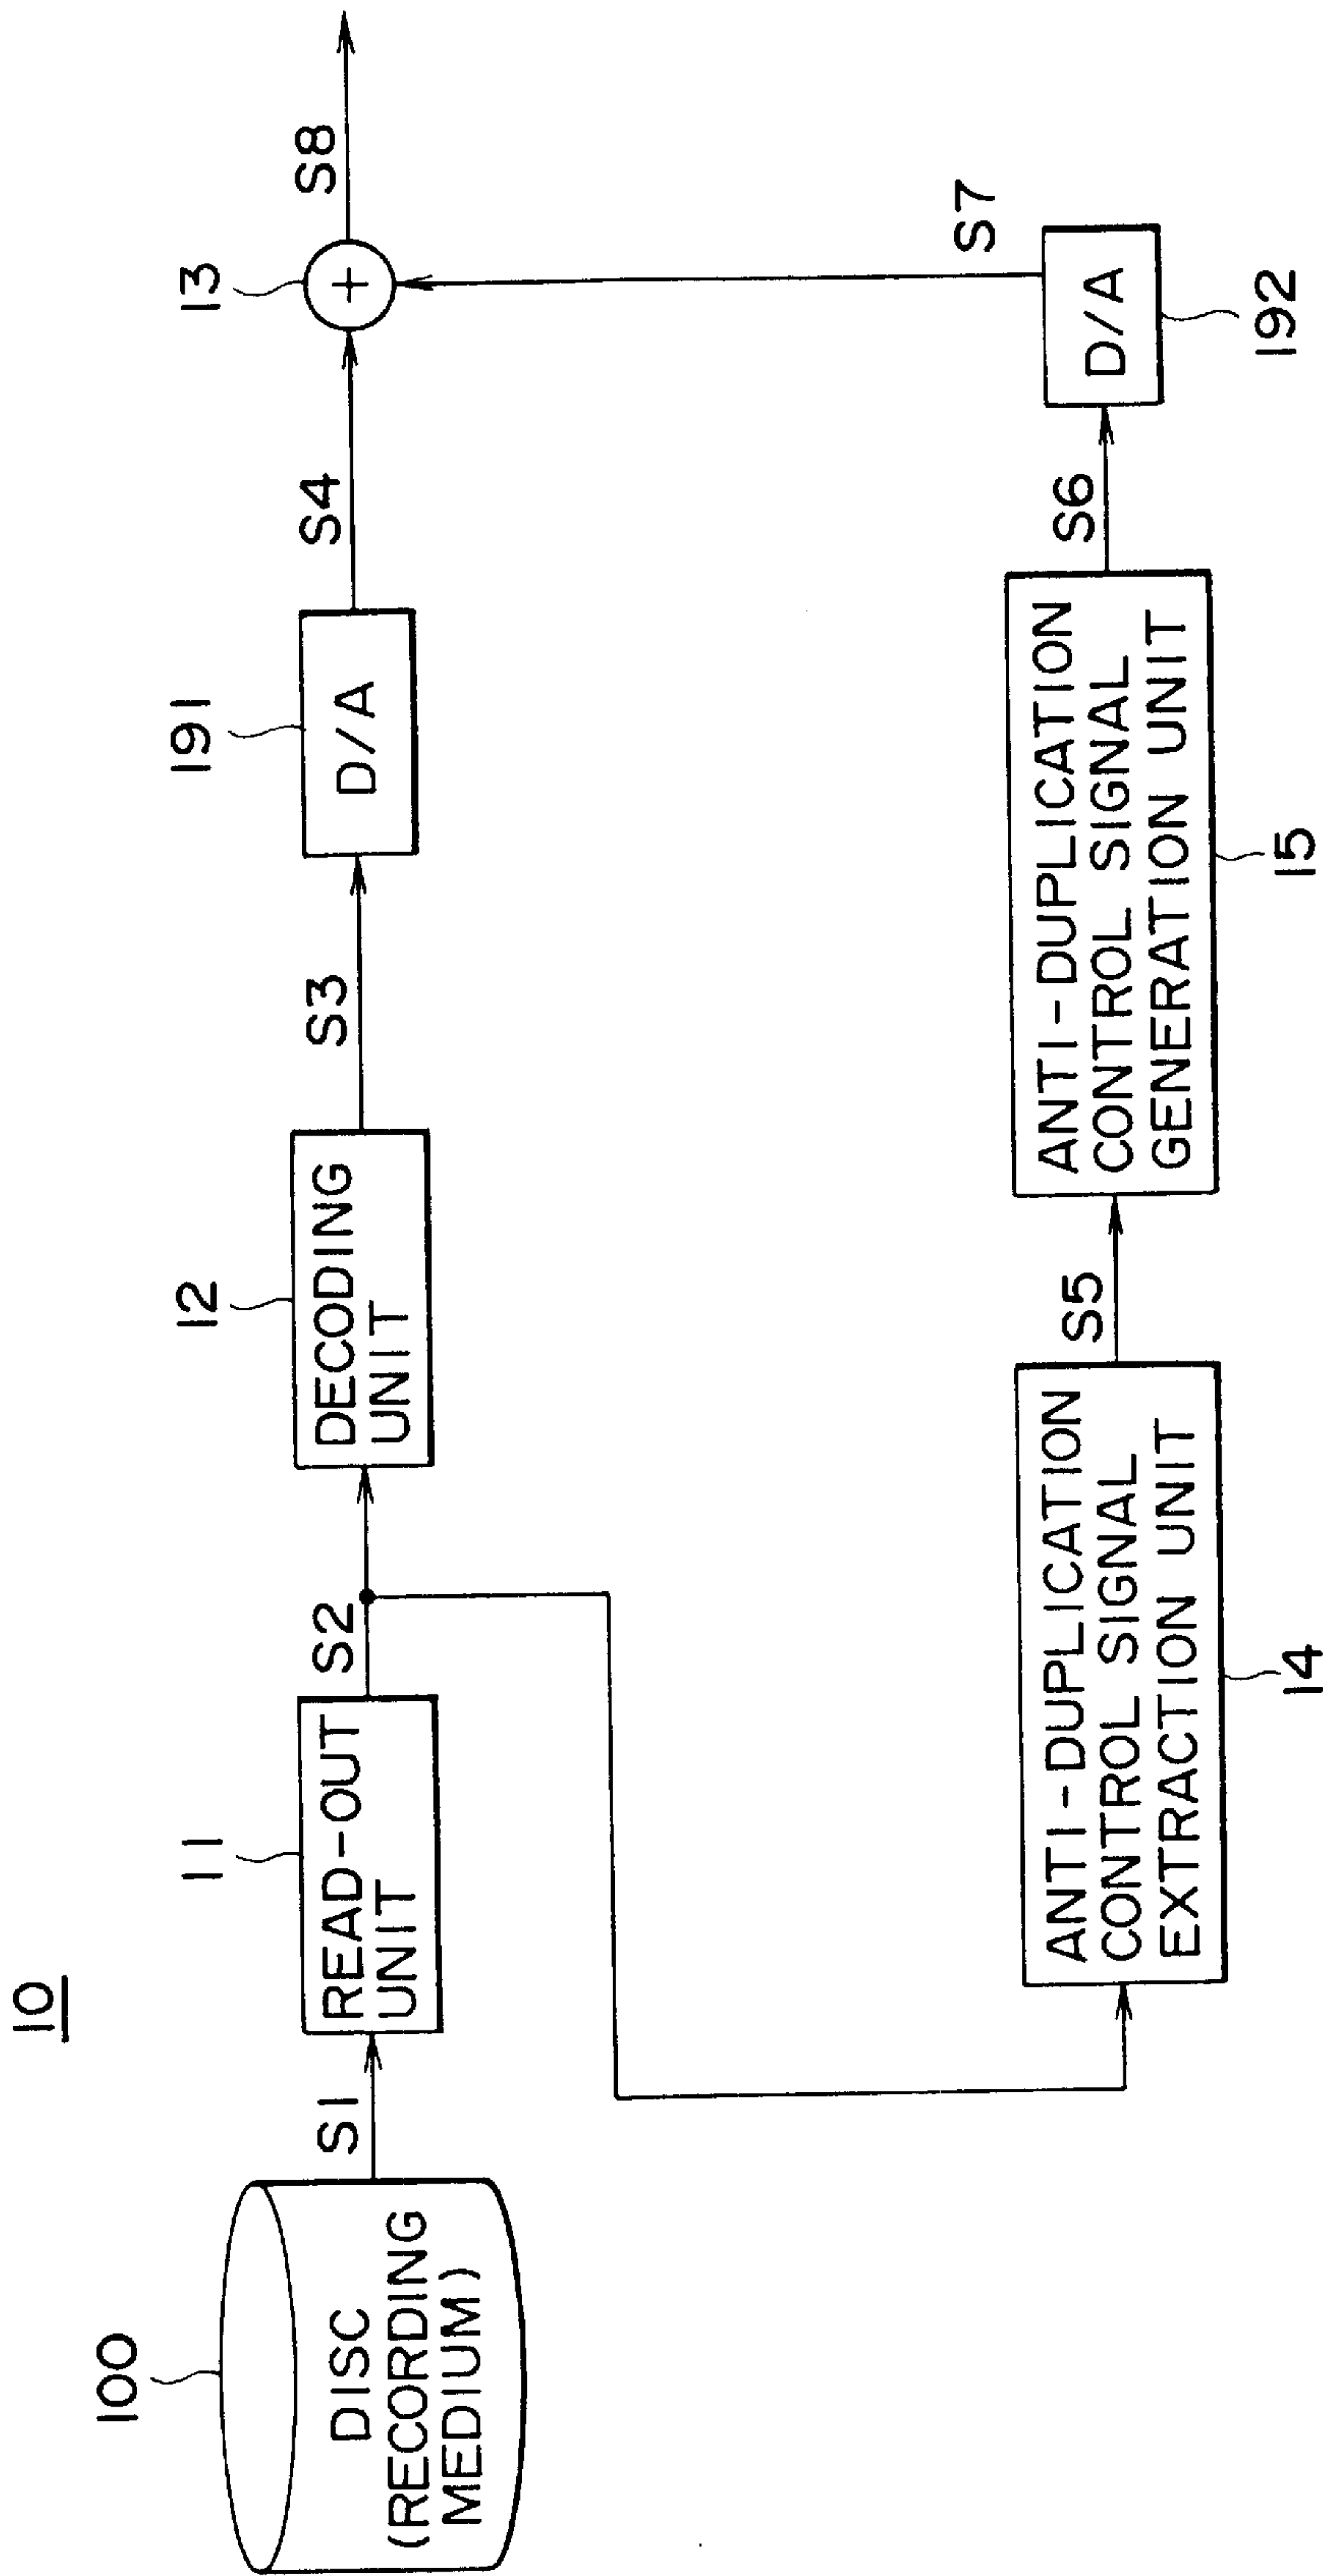 10
100
DISC
(RECORDING
MEDIUM)
S1
11
READ-OUT
UNIT
S2
12
DECODING
UNIT
S3
191
D/A
S4
13
+
S8
14
ANTI-DUPLICATION
CONTROL SIGNAL
EXTRACTION UNIT
S5
15
ANTI-DUPLICATION
CONTROL SIGNAL
GENERATION UNIT
S6
192
D/A
S7